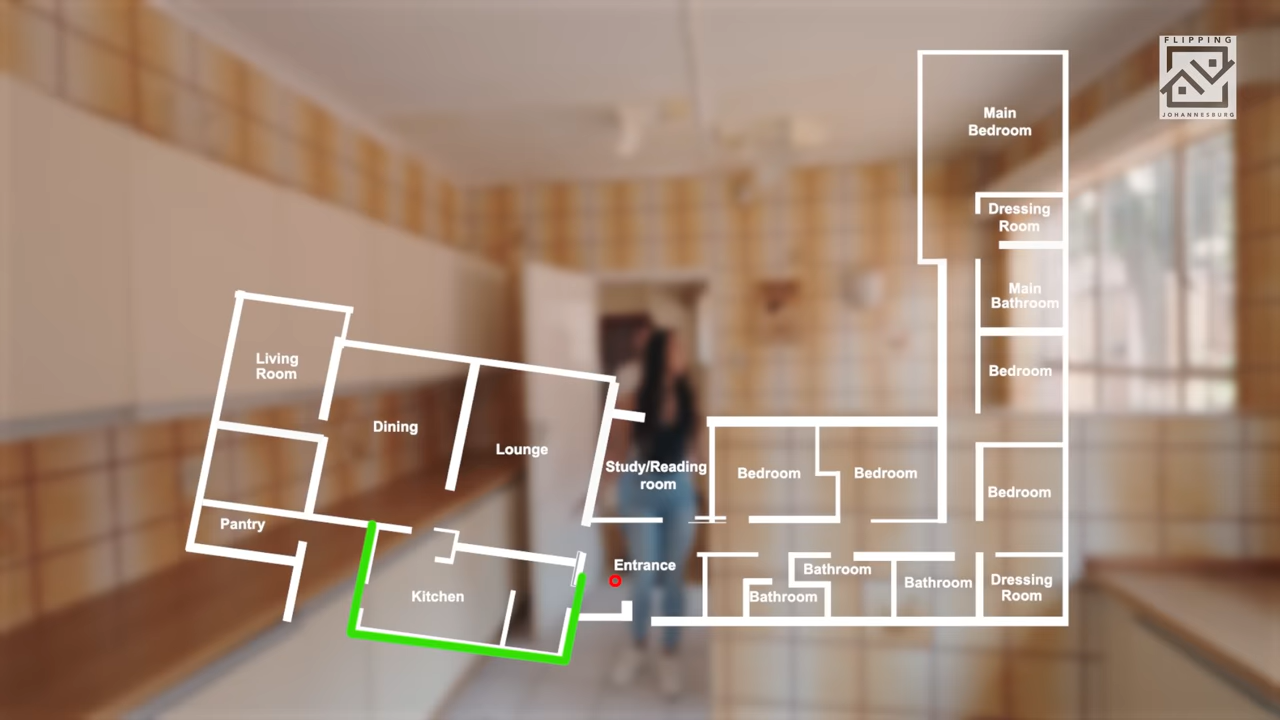 FLIPPING
JOHANNESBURG
Main
Bedroom
Dressing
Room
Main
Bathroom
Living
Room
Bedroom
Dining
Lounge
Study/Reading
room
Bedroom
Bedroom
Bedroom
Pantry
Entrance
Bathroom
Kitchen
Bathroom
Bathroom
Dressing
Room